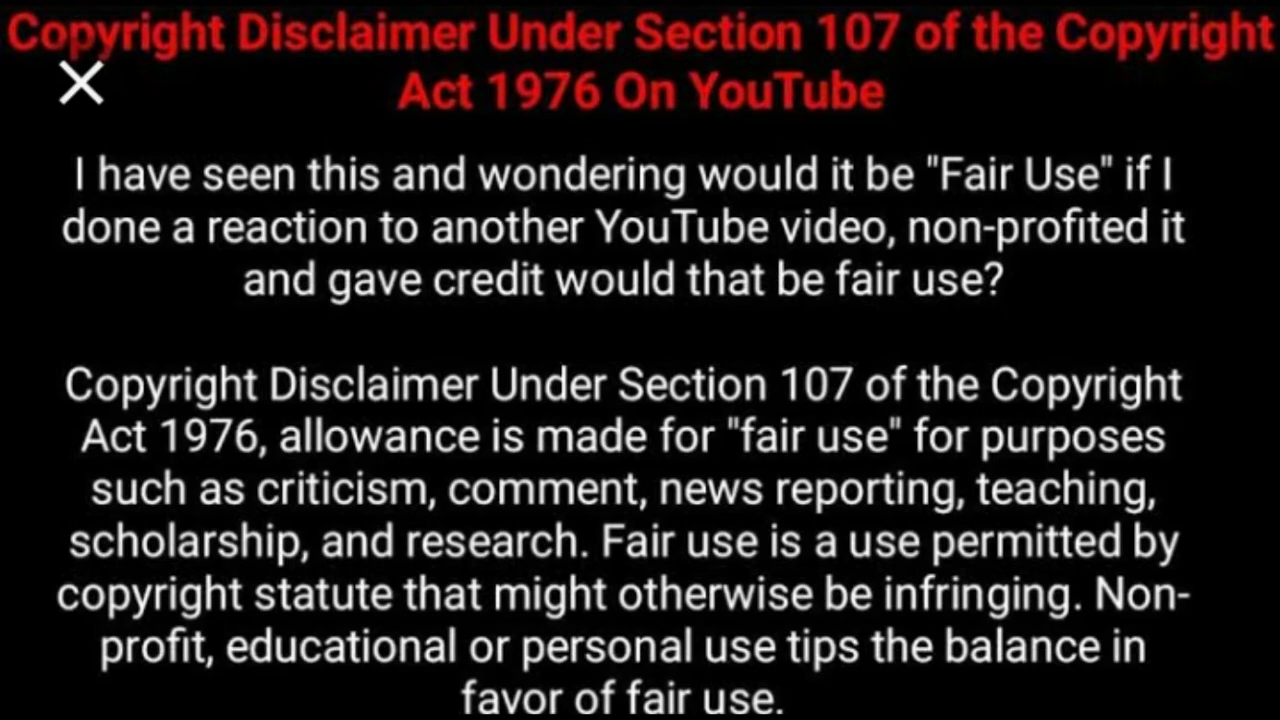 Copyright Disclaimer Under Section 107 of the Copyright
Act 1976 On YouTube
I have seen this and wondering would it be "Fair Use" if I
done a reaction to another YouTube video, non-profited it
and gave credit would that be fair use?
Copyright Disclaimer Under Section 107 of the Copyright
Act 1976, allowance is made for "fair use" for purposes
such as criticism, comment, news reporting, teaching,
scholarship, and research. Fair use is a use permitted by
copyright statute that might otherwise be infringing. Non-
profit, educational or personal use tips the balance in
favor of fair use.